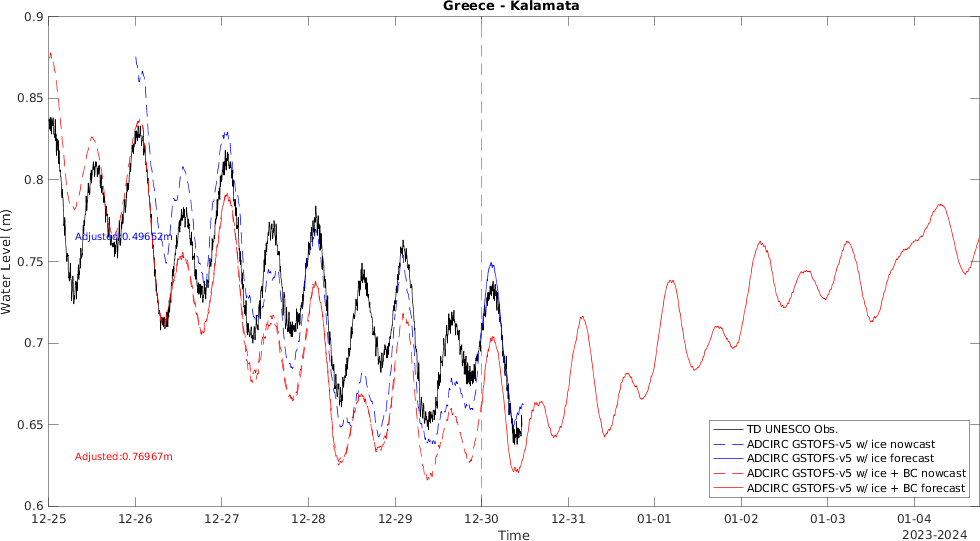 Greece - Kalamata
0.9
0.85
0.8
0.75
0.7
0.65
0.6
Water Level (m)
Adjusted:0.49652m
Adjusted:0.76967m
TD UNESCO Obs.
ADCIRC GSTOFS-v5 w/ ice nowcast
ADCIRC GSTOFS-v5 w/ ice forecast
ADCIRC GSTOFS-v5 w/ ice + BC nowcast
ADCIRC GSTOFS-v5 w/ ice + BC forecast
12-25 12-26 12-27 12-28 12-29 12-30 12-31 01-01 01-02 01-03 01-04
Time
2023-2024